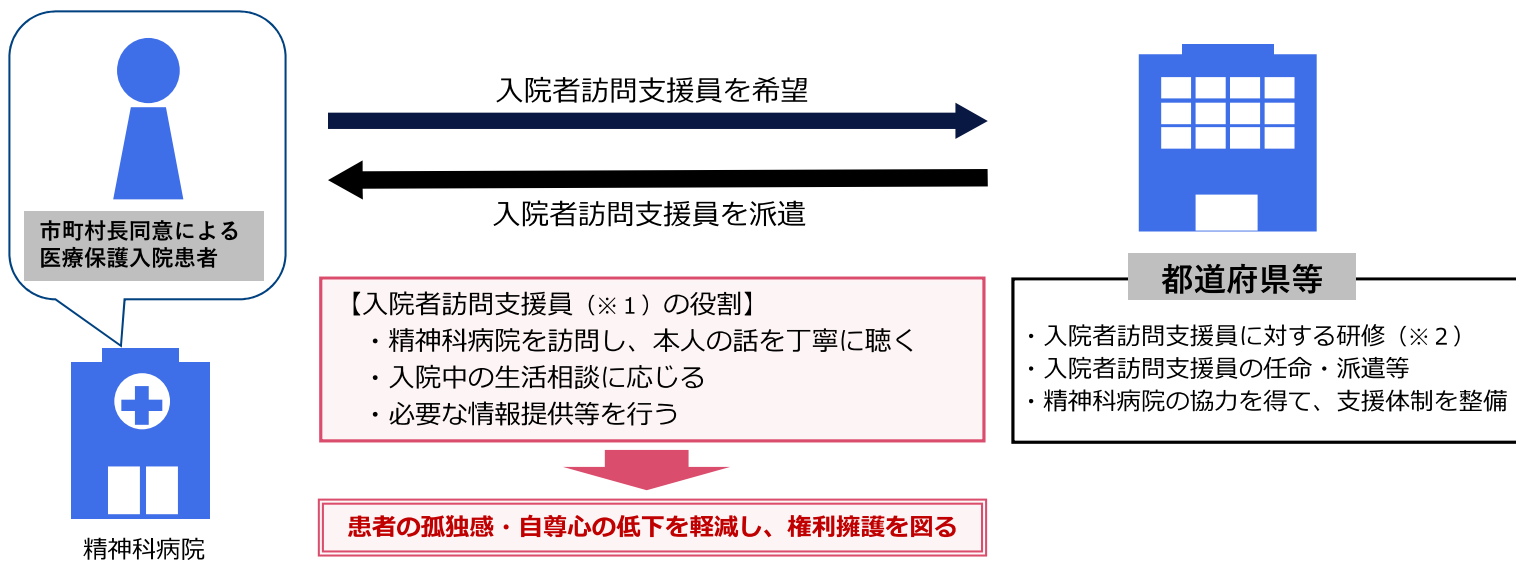 入院者訪問支援員を希望
入院者訪問支援員を派遣
市町村長同意による
医療保護入院患者
精神科病院
【入院者訪問支援員（※１）の役割】
・精神科病院を訪問し、本人の話を丁寧に聴く
・入院中の生活相談に応じる
・必要な情報提供等を行う
患者の孤独感・自尊心の低下を軽減し、権利擁護を図る
都道府県等
・入院者訪問支援員に対する研修（※２）
・入院者訪問支援員の任命・派遣等
・精神科病院の協力を得て、支援体制を整備